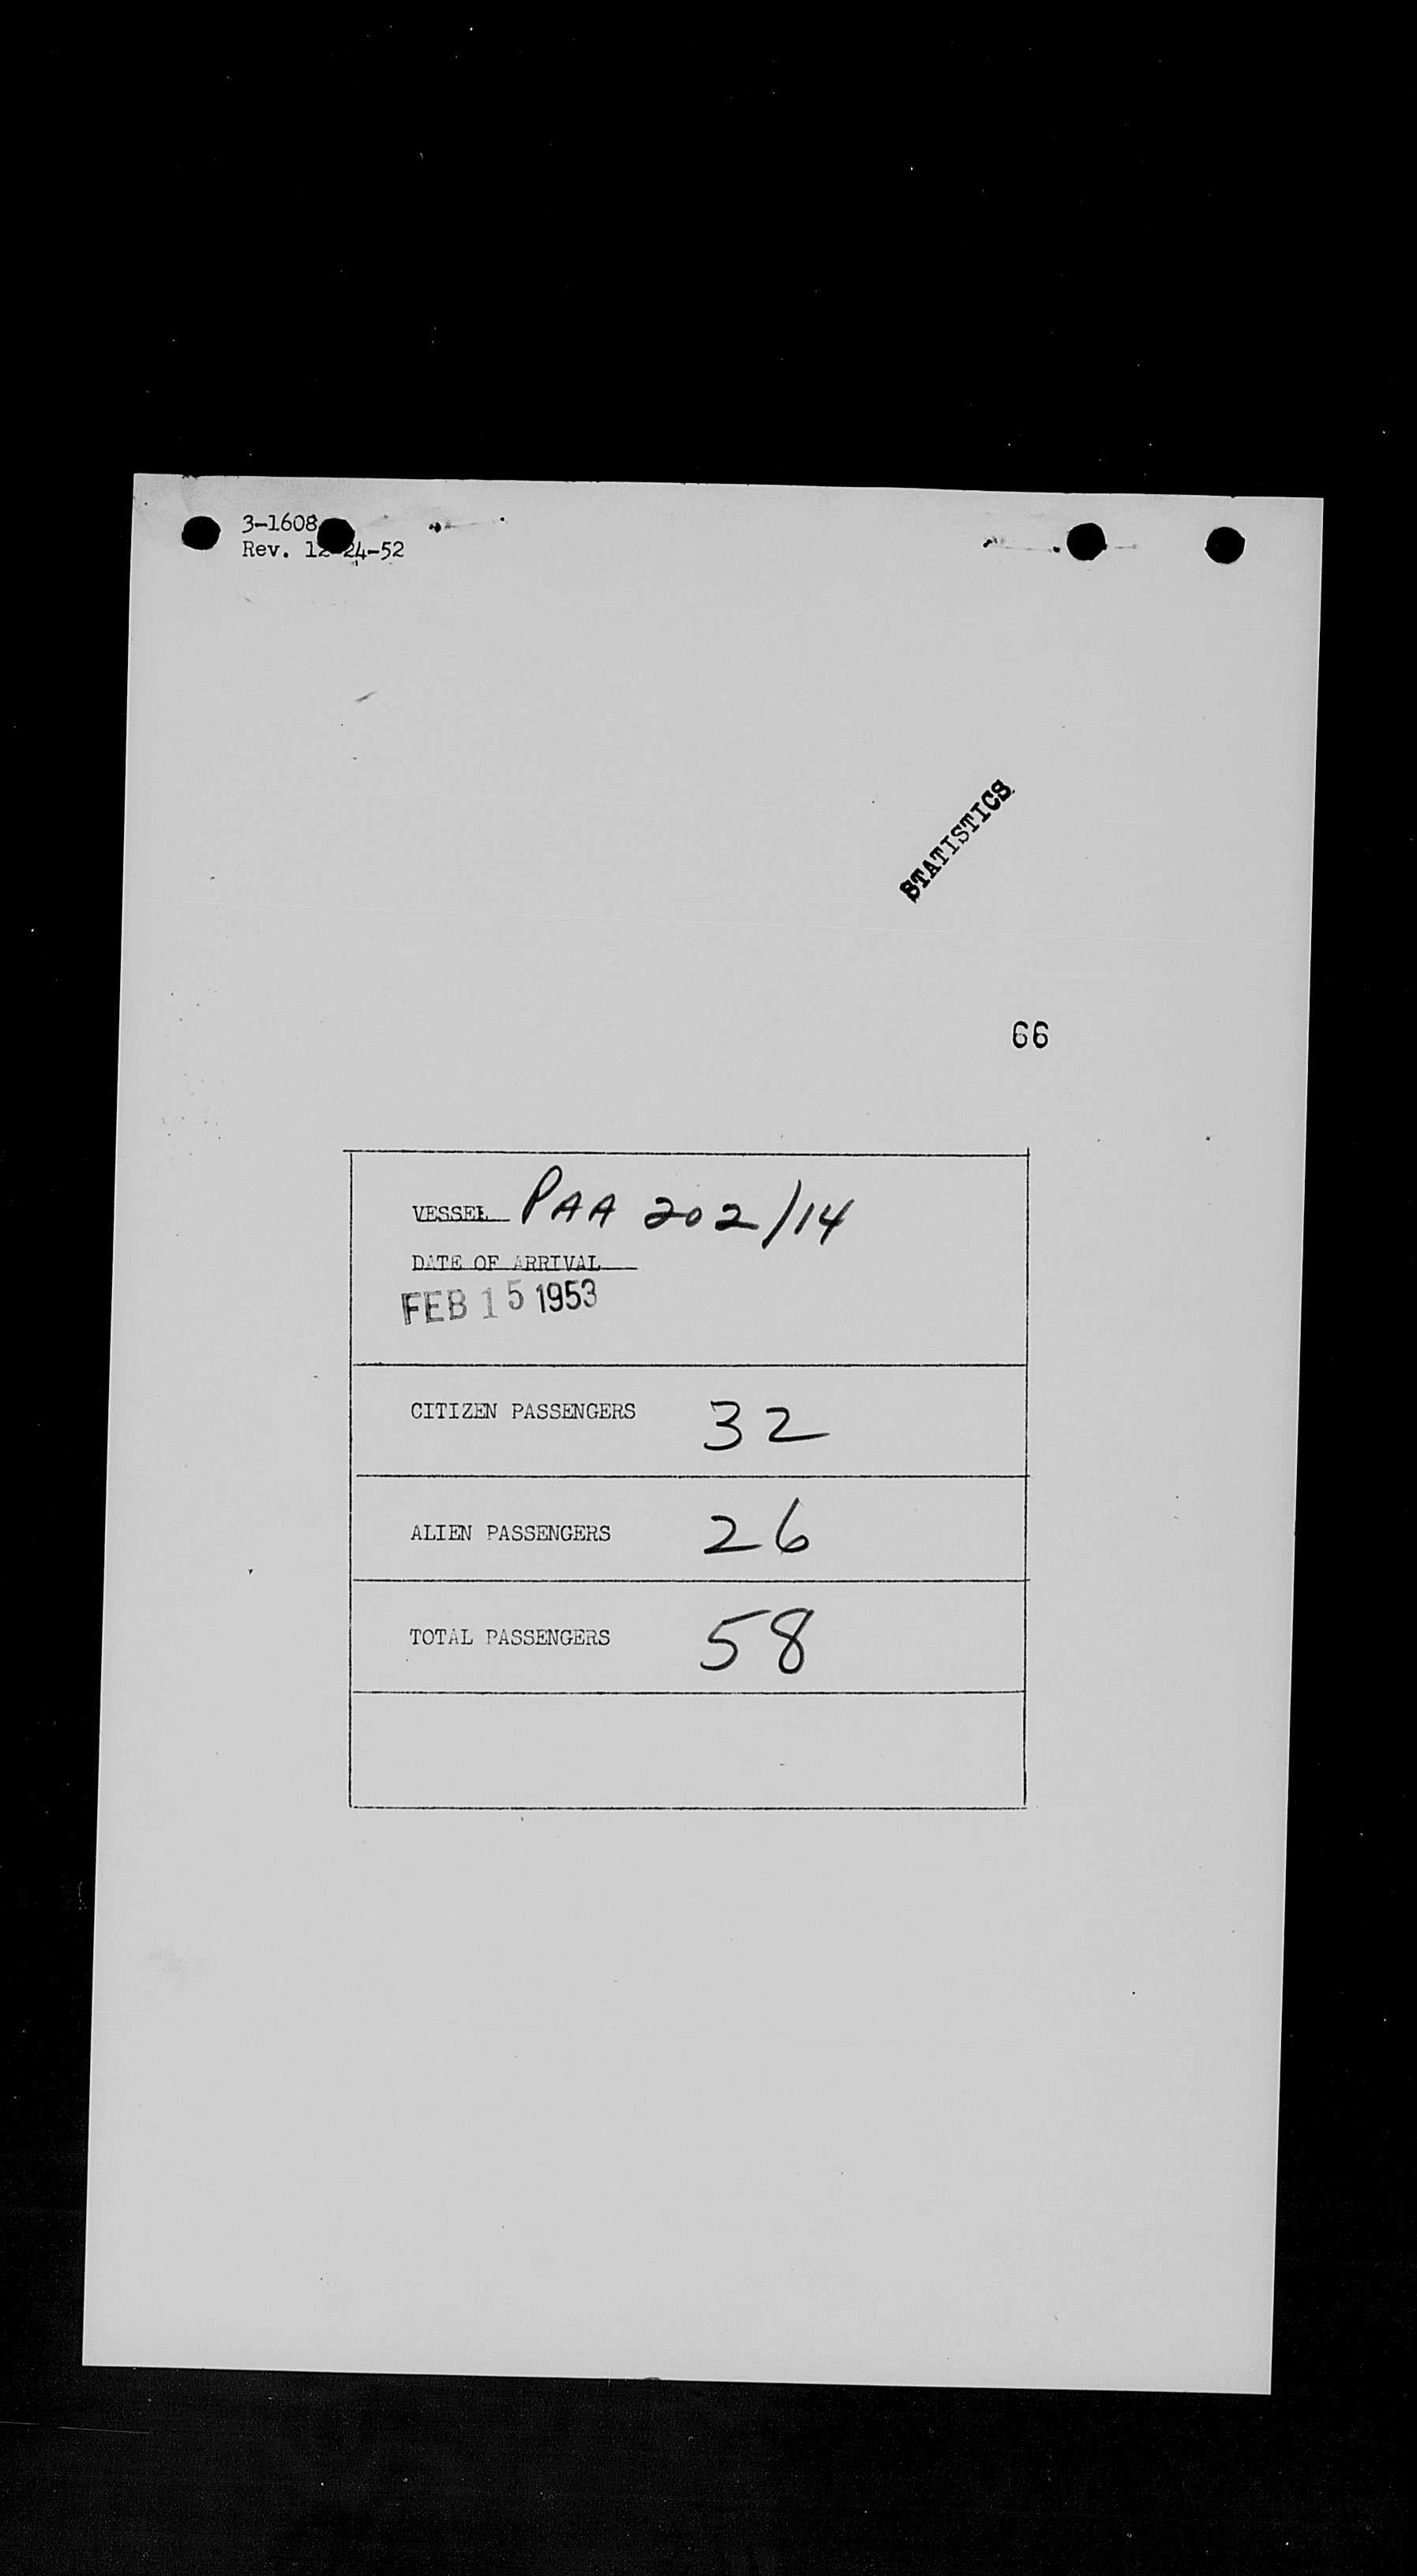 3-1608
Rev. 12-24-52
STATISTICS
66
VESSEL PAA 202/14
DATE OF ARRIVAL
FEB 15 1953
CITIZEN PASSENGERS 32
ALIEN PASSENGERS 26
TOTAL PASSENGERS 58